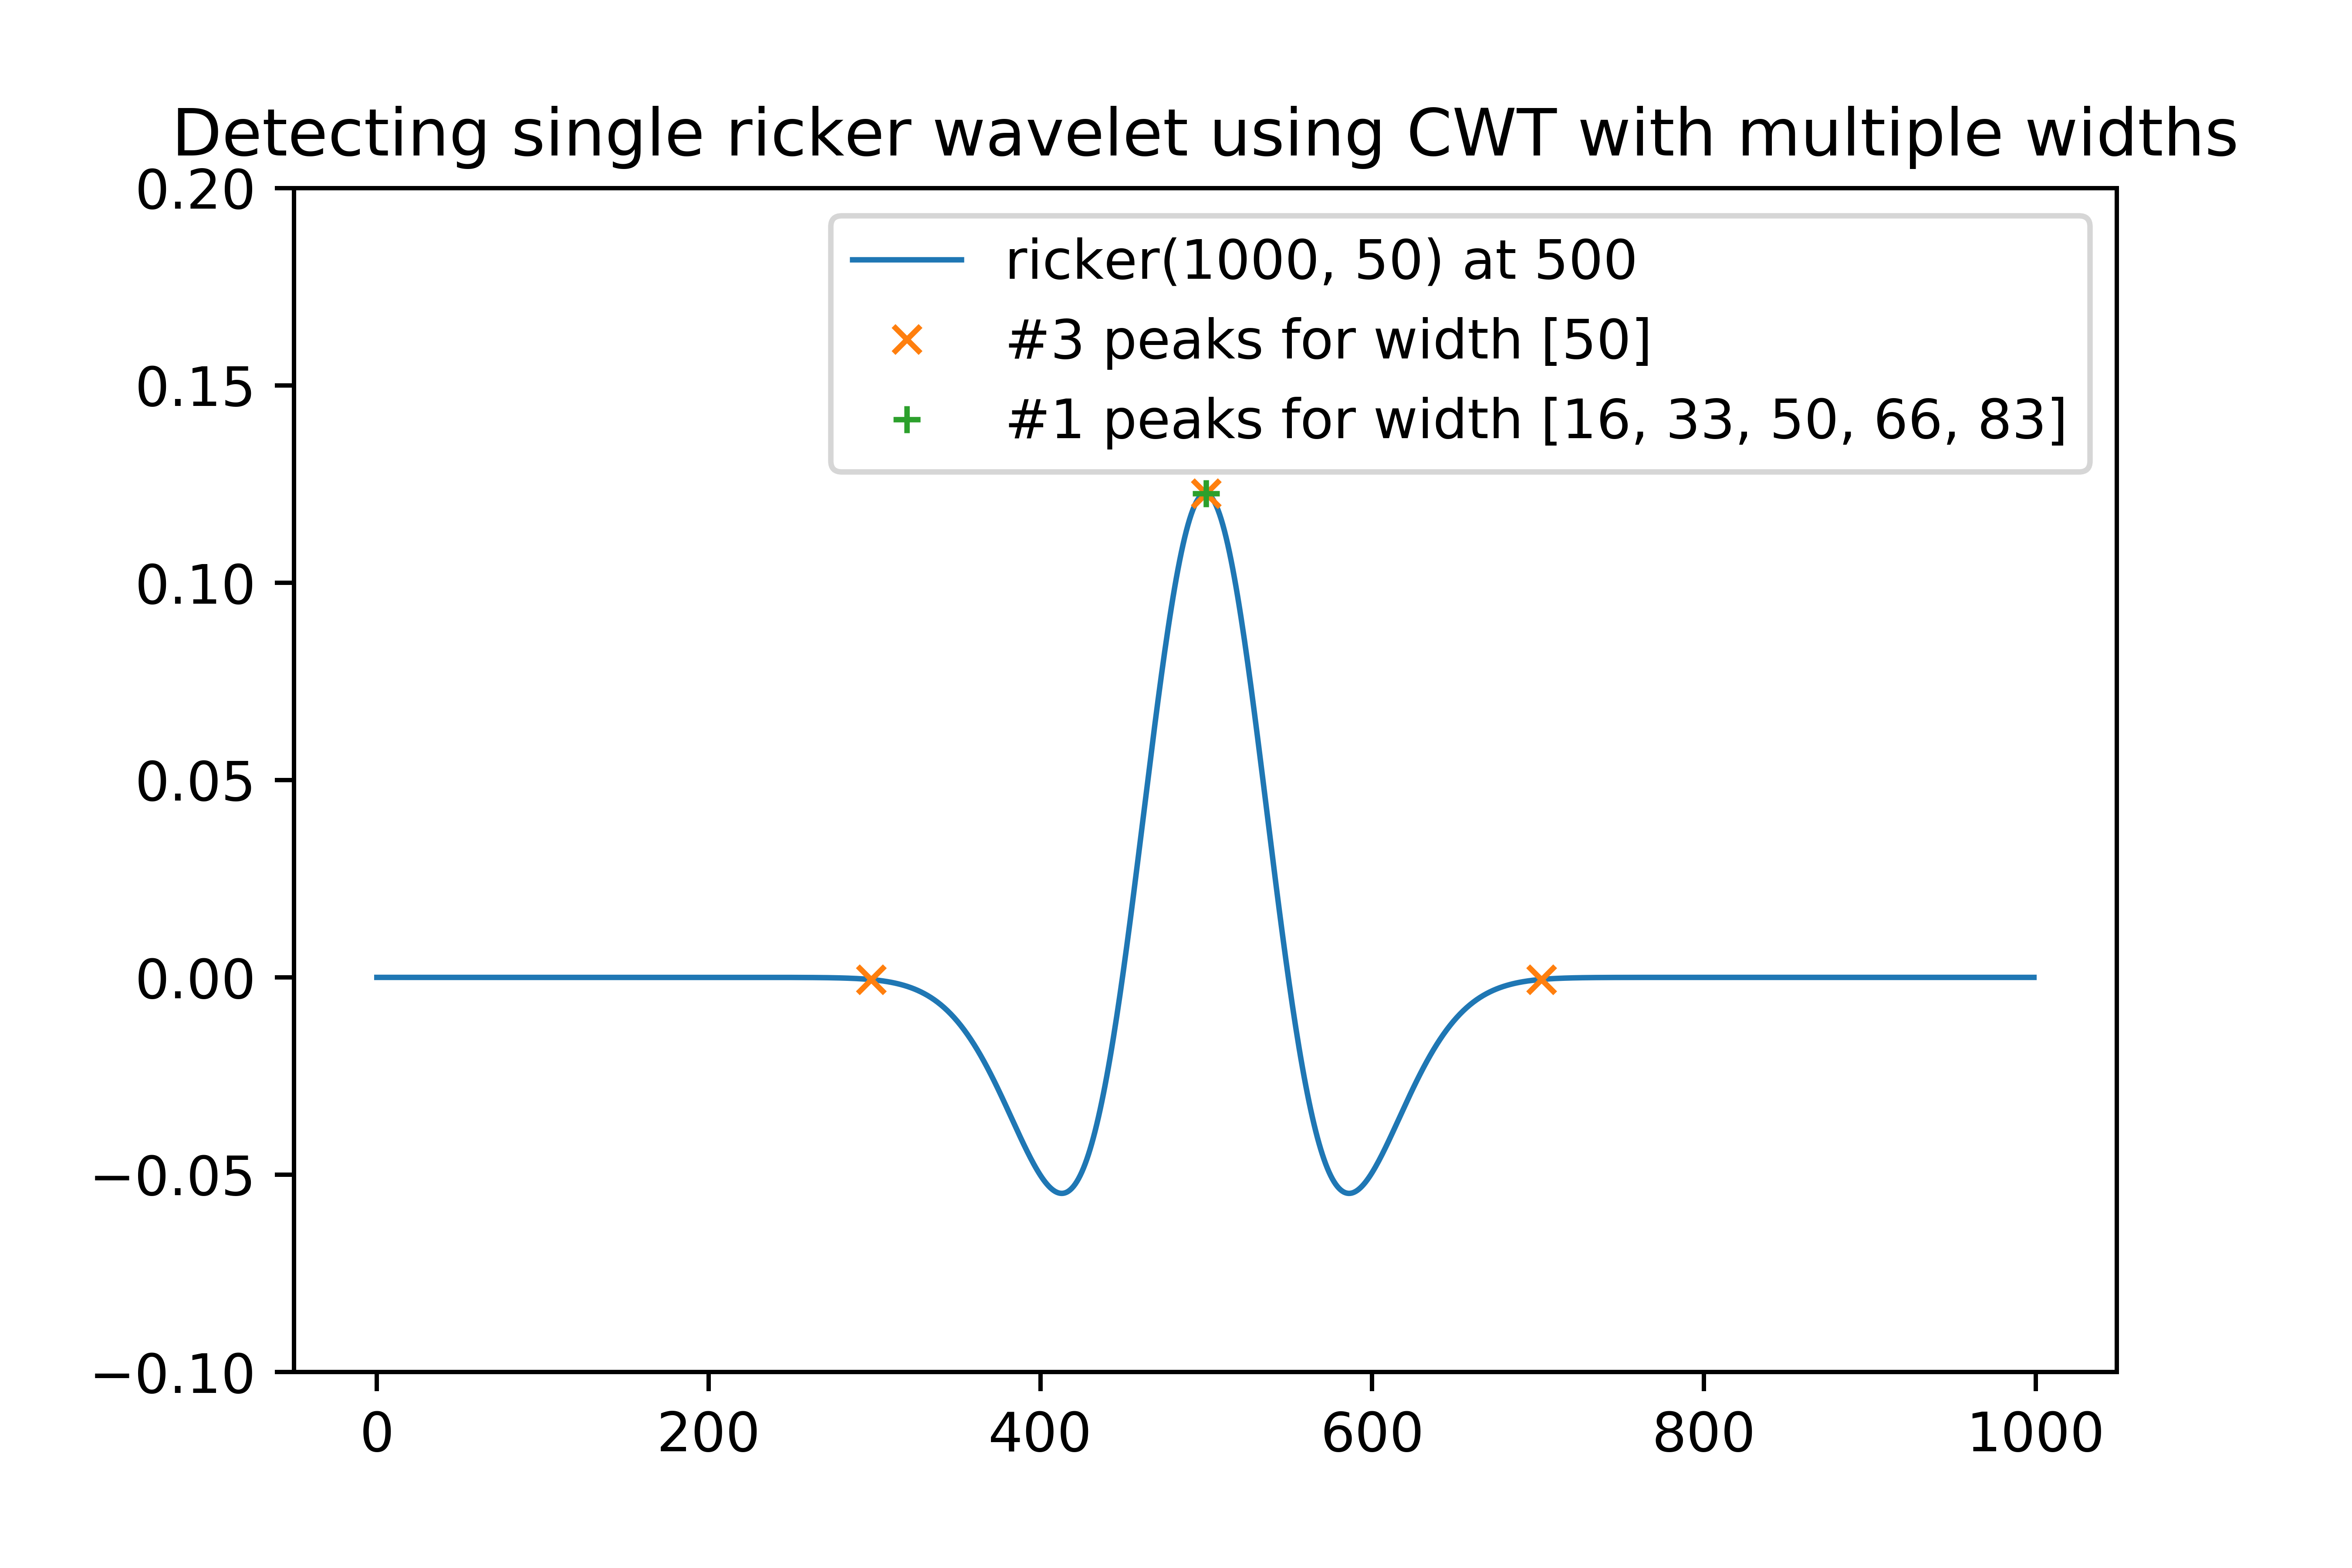 Detecting single ricker wavelet using CWT with multiple widths
0.20
0.15
0.10
0.05
0.00
−0.05
−0.10
ricker(1000, 50) at 500
#3 peaks for width [50]
#1 peaks for width [16, 33, 50, 66, 83]
0 200 400 600 800 1000